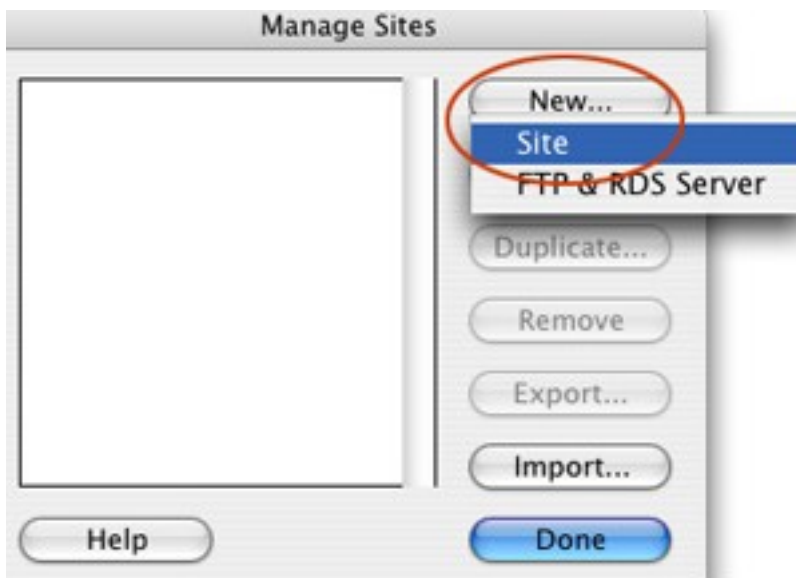 Manage Sites
New...
Site
FTP & RDS Server
Duplicate...
Remove
Export...
Import...
Help
Done